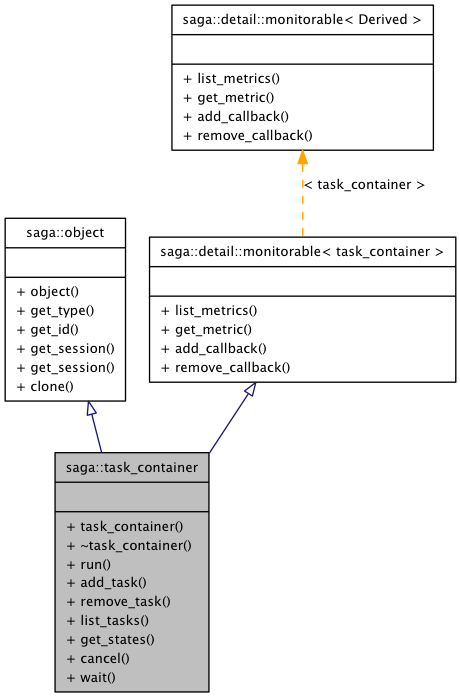 saga::detail::monitorable< Derived >
+ list_metrics()
+ get_metric()
+ add_callback()
+ remove_callback()
< task_container >
saga::object
+ object()
+ get_type()
+ get_id()
+ get_session()
+ get_session()
+ clone()
saga::detail::monitorable< task_container >
+ list_metrics()
+ get_metric()
+ add_callback()
+ remove_callback()
saga::task_container
+ task_container()
+ ~task_container()
+ run()
+ add_task()
+ remove_task()
+ list_tasks()
+ get_states()
+ cancel()
+ wait()